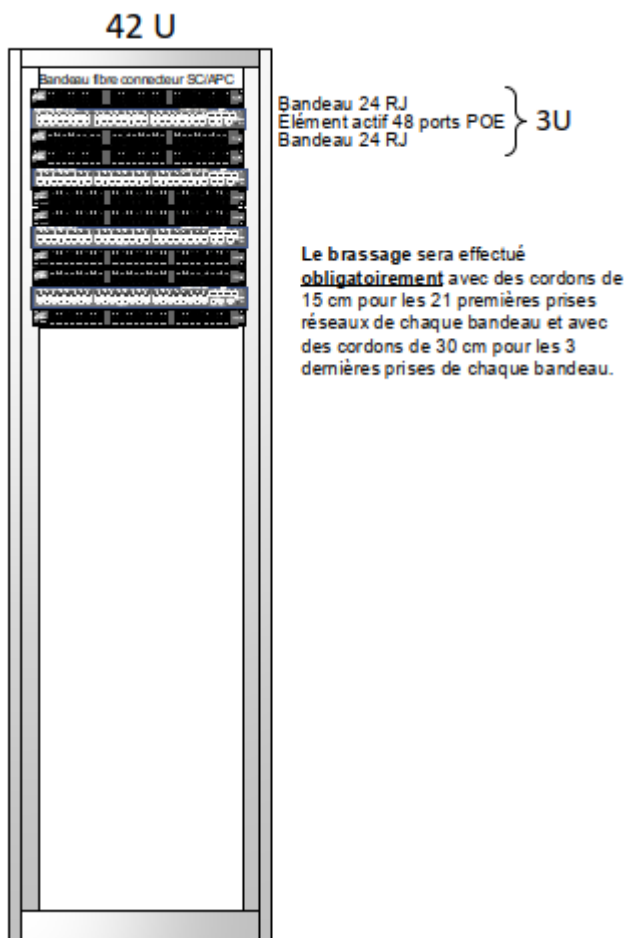 42 U
Bandeau fibre connecteur SC/APC
Bandeau 24 RJ
Elément actif 48 ports POE
Bandeau 24 RJ
3U
Le brassage sera effectué
obligatoirement avec des cordons de
15 cm pour les 21 premières prises
réseaux de chaque bandeau et avec
des cordons de 30 cm pour les 3
dernières prises de chaque bandeau.